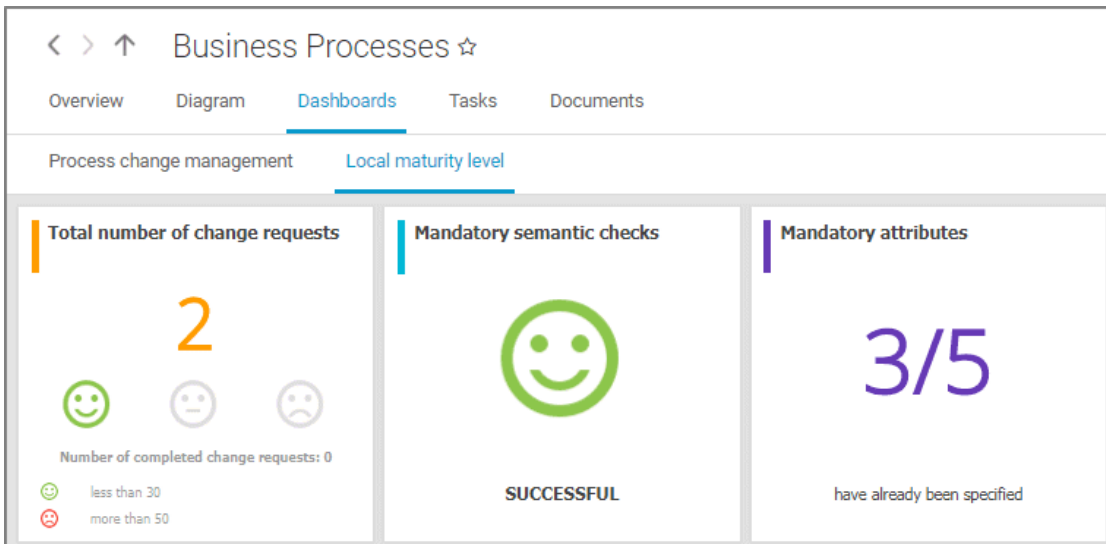 Business Processes
Overview Diagram Dashboards Tasks Documents
Process change management Local maturity level
Total number of change requests
2
Number of completed change requests: 0
less than 30
more than 50
Mandatory semantic checks
SUCCESSFUL
Mandatory attributes
3/5
have already been specified